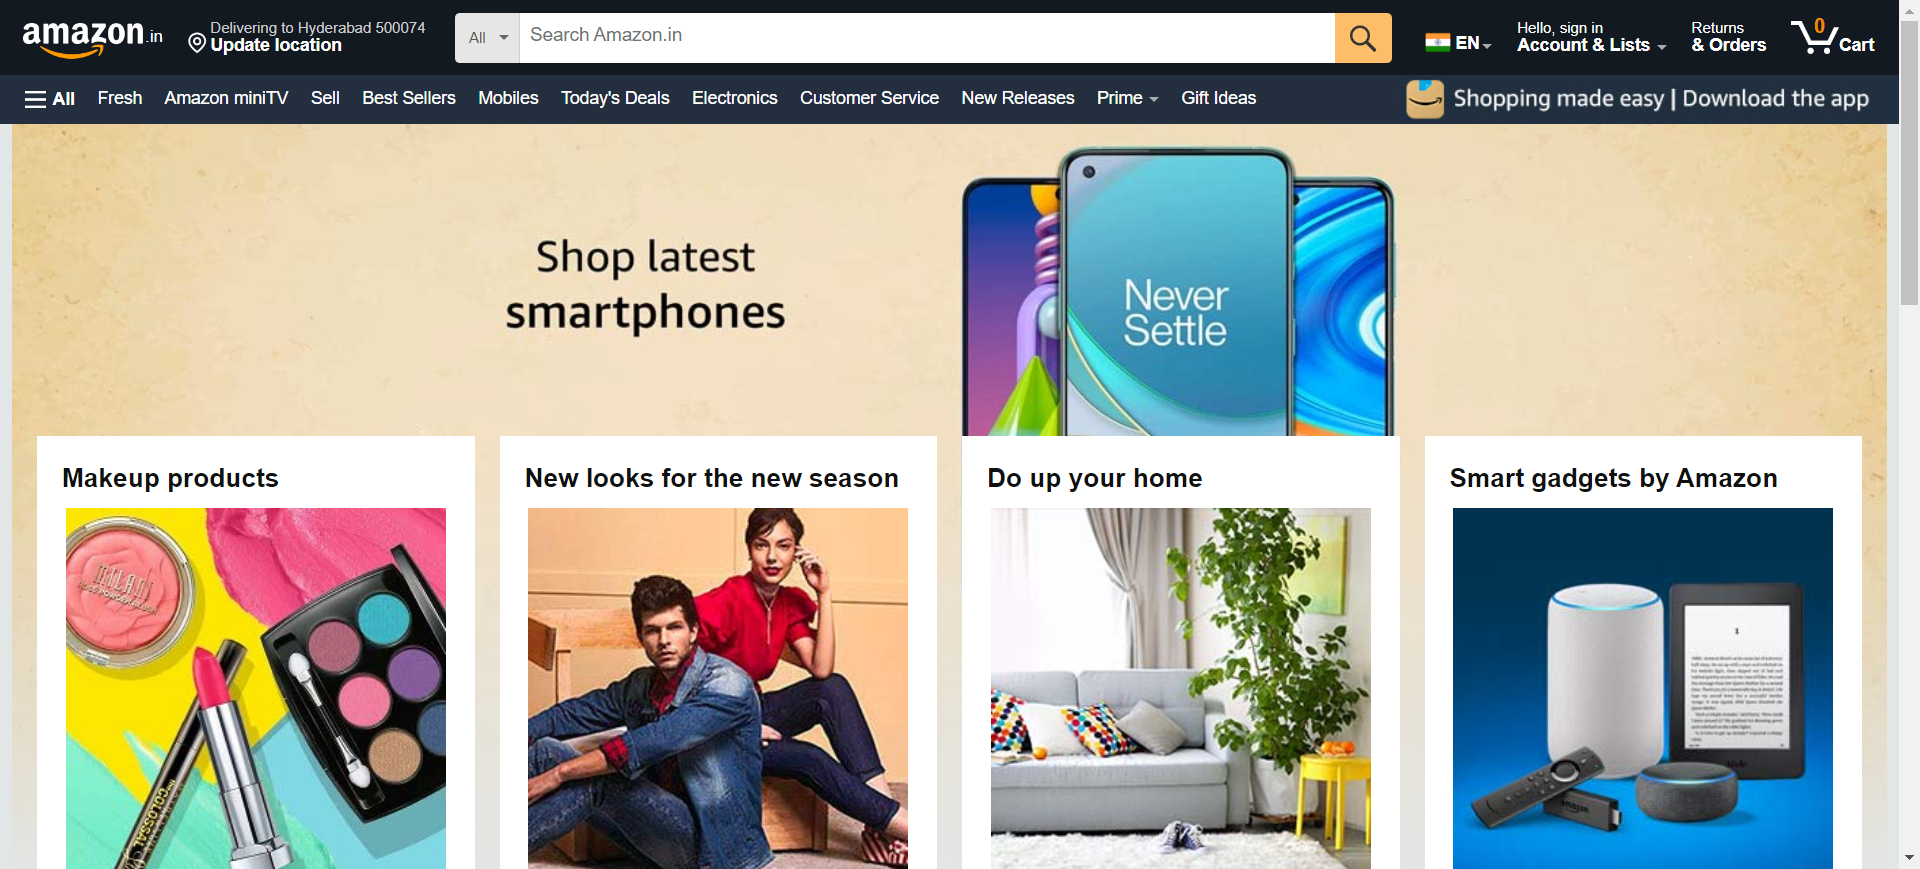 amazon.in
Delivering to Hyderabad 500074
Update location
All
Search Amazon.in
EN
Hello, sign in
Account & Lists
Returns
& Orders
0
Cart
All
Fresh
Amazon miniTV
Sell
Best Sellers
Mobiles
Today's Deals
Electronics
Customer Service
New Releases
Prime
Gift Ideas
Shopping made easy | Download the app
Shop latest
smartphones
Never
Settle
Makeup products
New looks for the new season
Do up your home
Smart gadgets by Amazon
MILANI
COLOSSAL
amazon
kindle